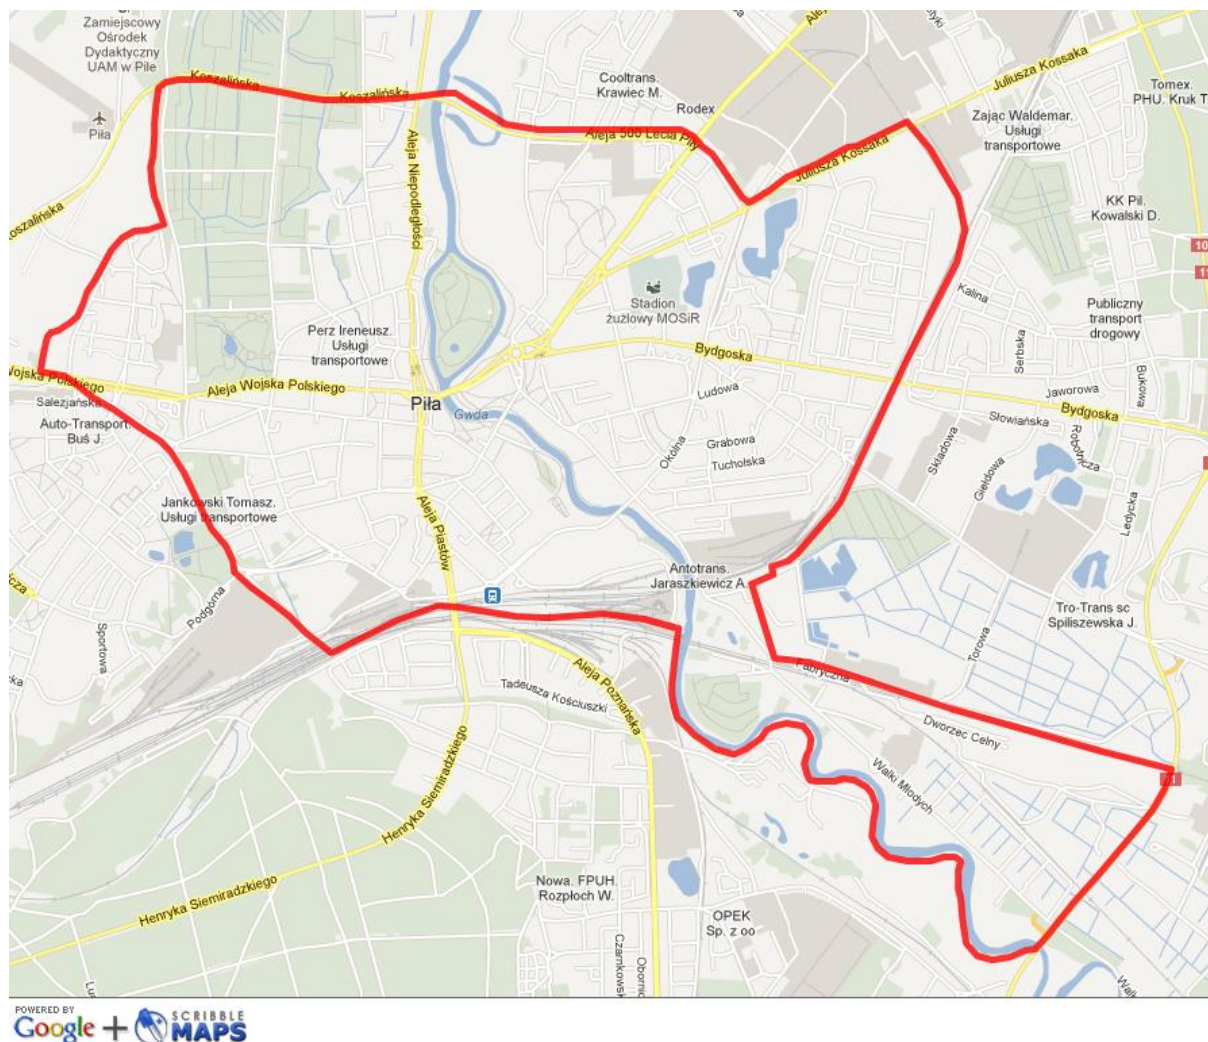 Zamiejscowy
Ośrodek
Dydaktyczny
UAM w Pile
Piła
Koszalińska
Koszalińska
Aleja Niepodległości
Cooltrans.
Krawiec M.
Rodex
Aleja 500 Lecia Piły
Juliusza Kossaka
Juliusza Kossaka
Zając Waldemar.
Usługi
transportowe
Tomex.
PHU. Kruk T
KK Pil.
Kowalski D.
10
11
Kalina
Publiczny
transport
drogowy
Serbska
Bukowa
Jaworowa
Słowiańska
Bydgoska
Bydgoska
Robotnicza
Składowa
Giełdowa
Ledycka
Stadion
żużlowy MOSiR
Perz Ireneusz.
Usługi
transportowe
Wojska Polskiego
Aleja Wojska Polskiego
Salezjańska
Auto-Transport.
Buś J.
Piła
Gwda
Ludowa
Okólna
Grabowa
Tucholska
Jankowski Tomasz.
Usługi transportowe
Aleja Piastów
Podgórna
Sportowa
Antotrans.
Jaraszkiewicz A.
Tro-Trans sc
Spiliszewska J.
Torowa
Fabryczna
Dworzec Celny
Walki Młodych
Aleja Poznańska
Tadeusza Kościuszki
Henryka Siemiradzkiego
Henryka Siemiradzkiego
Nowa. FPUH.
Rozpłoch W.
OPEK
Sp. z oo
POWERED BY
Google + SCRIBBLE
MAPS